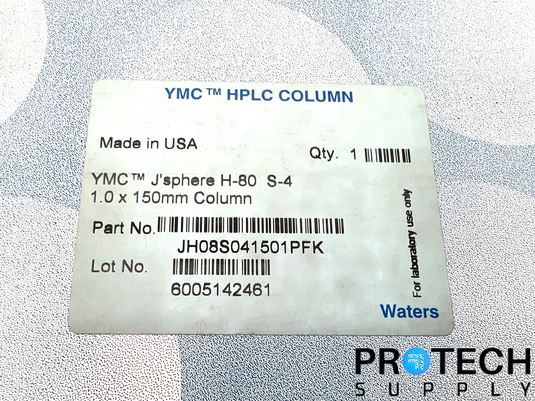 YMC™ HPLC COLUMN
Made in USA
Qty. 1
YMC™ J'sphere H-80 S-4
1.0 x 150mm Column
Part No.
JH08S041501PFK
Lot No.
6005142461
For laboratory use only
Waters
PROTECH
SUPPLY